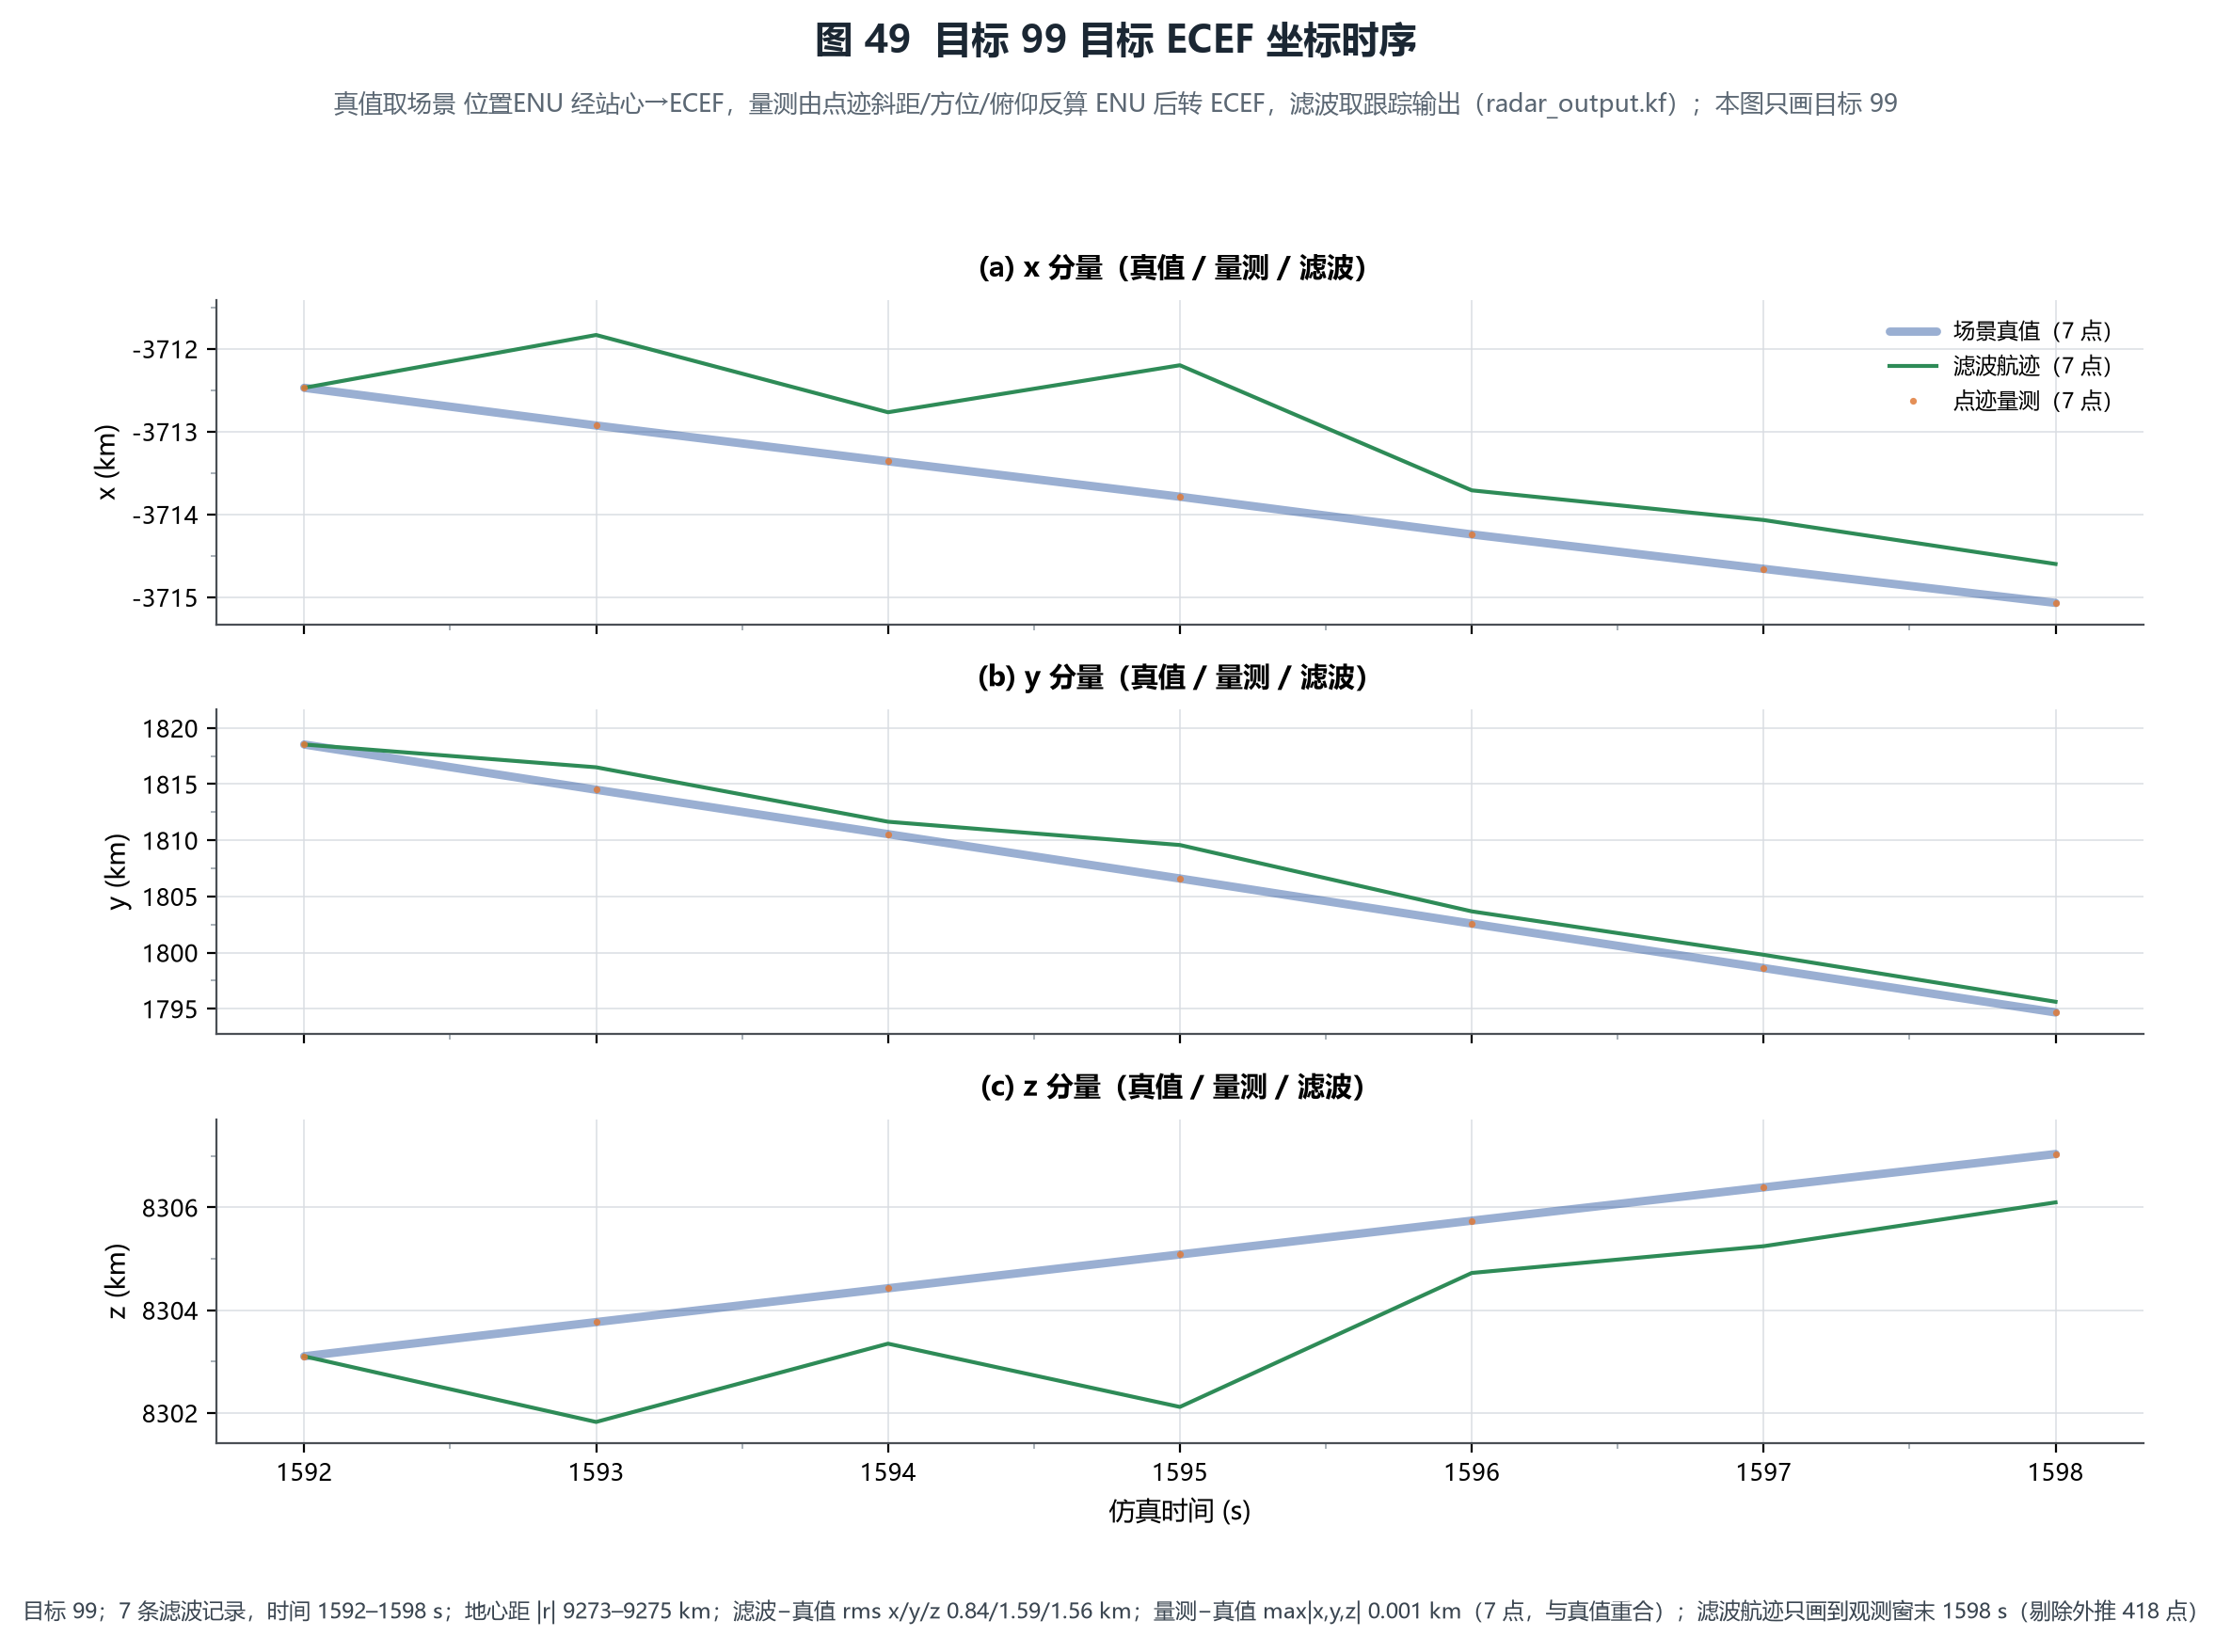 图 49  目标 99 目标 ECEF 坐标时序
真值取场景 位置ENU 经站心→ECEF，量测由点迹斜距/方位/俯仰反算 ENU 后转 ECEF，滤波取跟踪输出（radar_output.kf）；本图只画目标 99
(a) x 分量（真值 / 量测 / 滤波）
x (km)
-3712
-3713
-3714
-3715
场景真值（7 点）
滤波航迹（7 点）
点迹量测（7 点）
(b) y 分量（真值 / 量测 / 滤波）
y (km)
1820
1815
1810
1805
1800
1795
(c) z 分量（真值 / 量测 / 滤波）
z (km)
8306
8304
8302
1592 1593 1594 1595 1596 1597 1598
仿真时间 (s)
目标 99；7 条滤波记录，时间 1592–1598 s；地心距 |r| 9273–9275 km；滤波−真值 rms x/y/z 0.84/1.59/1.56 km；量测−真值 max|x,y,z| 0.001 km（7 点，与真值重合）；滤波航迹只画到观测窗末 1598 s（剔除外推 418 点）